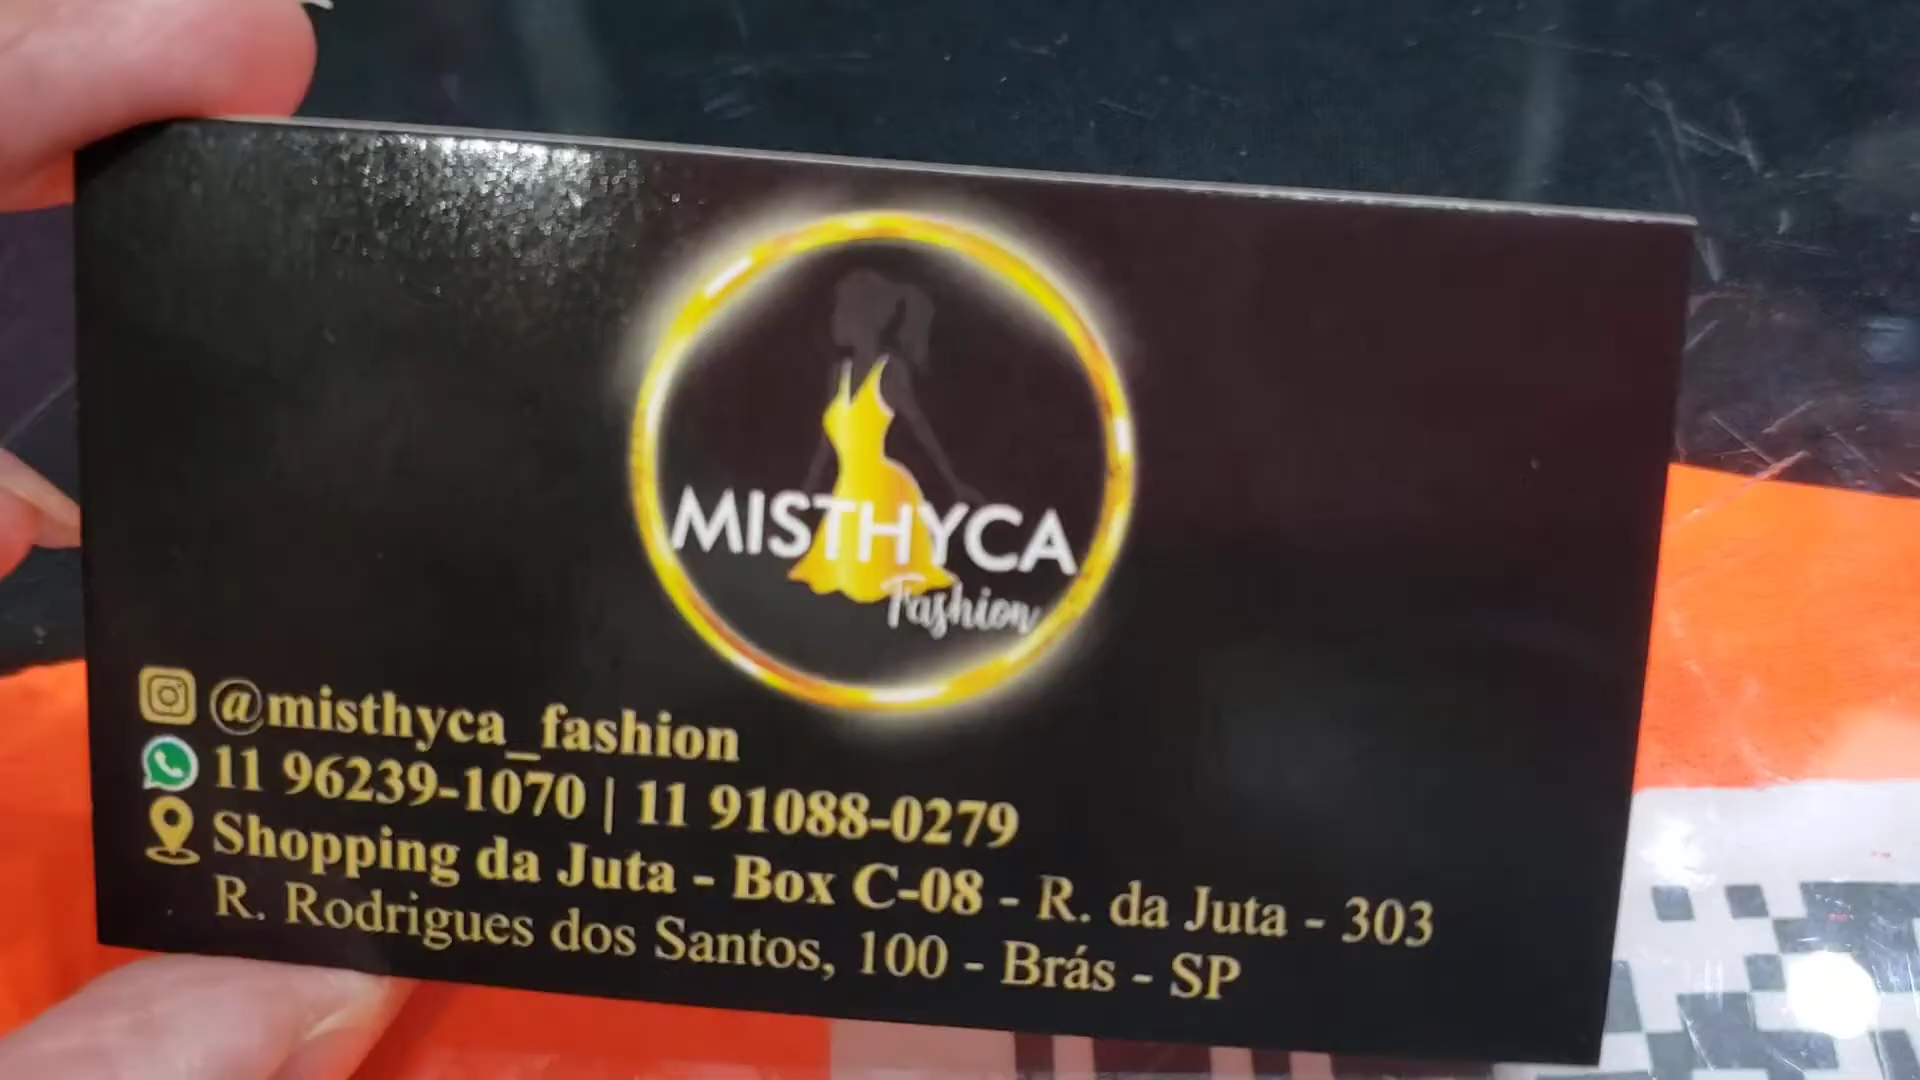 MISTHYCA
Fashion
@misthyca_fashion
11 96239-1070 | 11 91088-0279
Shopping da Juta - Box C-08 - R. da Juta - 303
R. Rodrigues dos Santos, 100 - Brás - SP